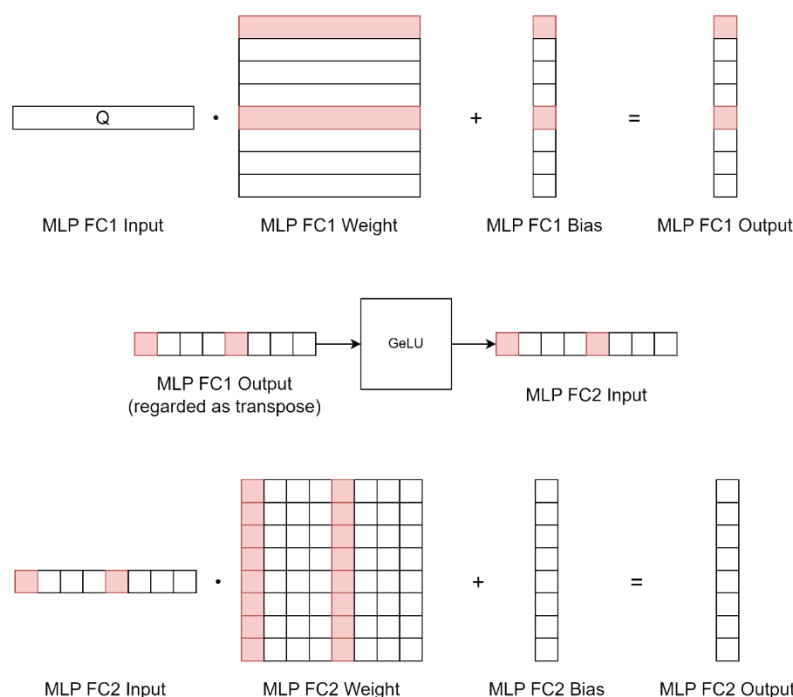 Q
·
+
=
MLP FC1 Input
MLP FC1 Weight
MLP FC1 Bias
MLP FC1 Output
GeLU
MLP FC1 Output
(regarded as transpose)
MLP FC2 Input
·
+
=
MLP FC2 Input
MLP FC2 Weight
MLP FC2 Bias
MLP FC2 Output